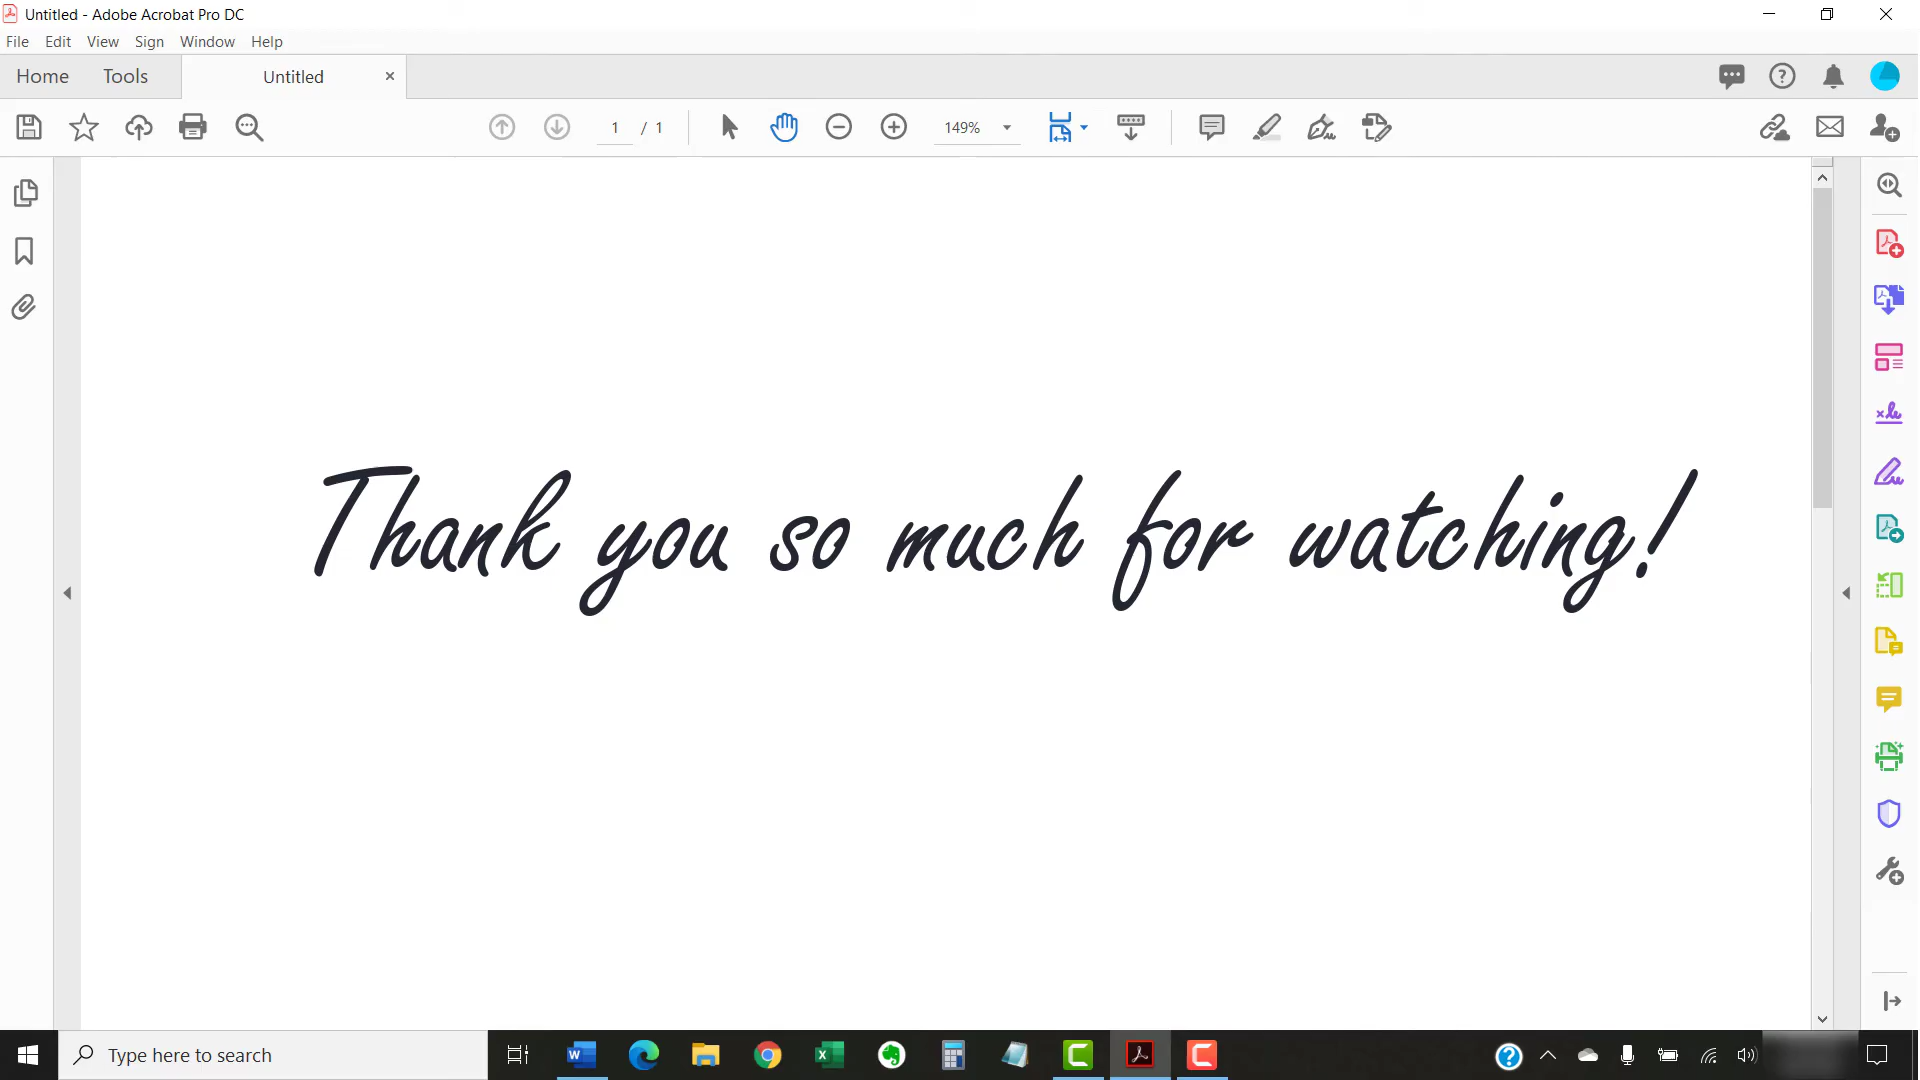 Untitled - Adobe Acrobat Pro DC
File Edit View Sign Window Help
Home Tools Untitled
1 / 1 149%
Thank you so much for watching!
Type here to search